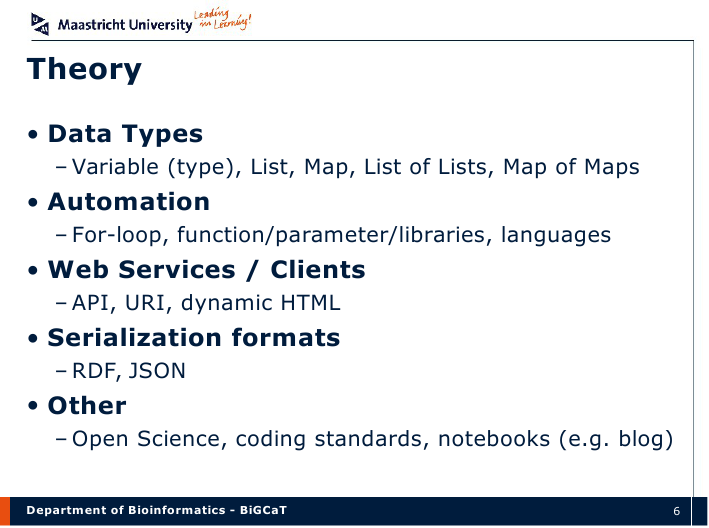 U
M
Maastricht University
Leading
in Learning!
Theory
• Data Types
– Variable (type), List, Map, List of Lists, Map of Maps
• Automation
– For-loop, function/parameter/libraries, languages
• Web Services / Clients
– API, URI, dynamic HTML
• Serialization formats
– RDF, JSON
• Other
– Open Science, coding standards, notebooks (e.g. blog)
Department of Bioinformatics - BiGCaT
6